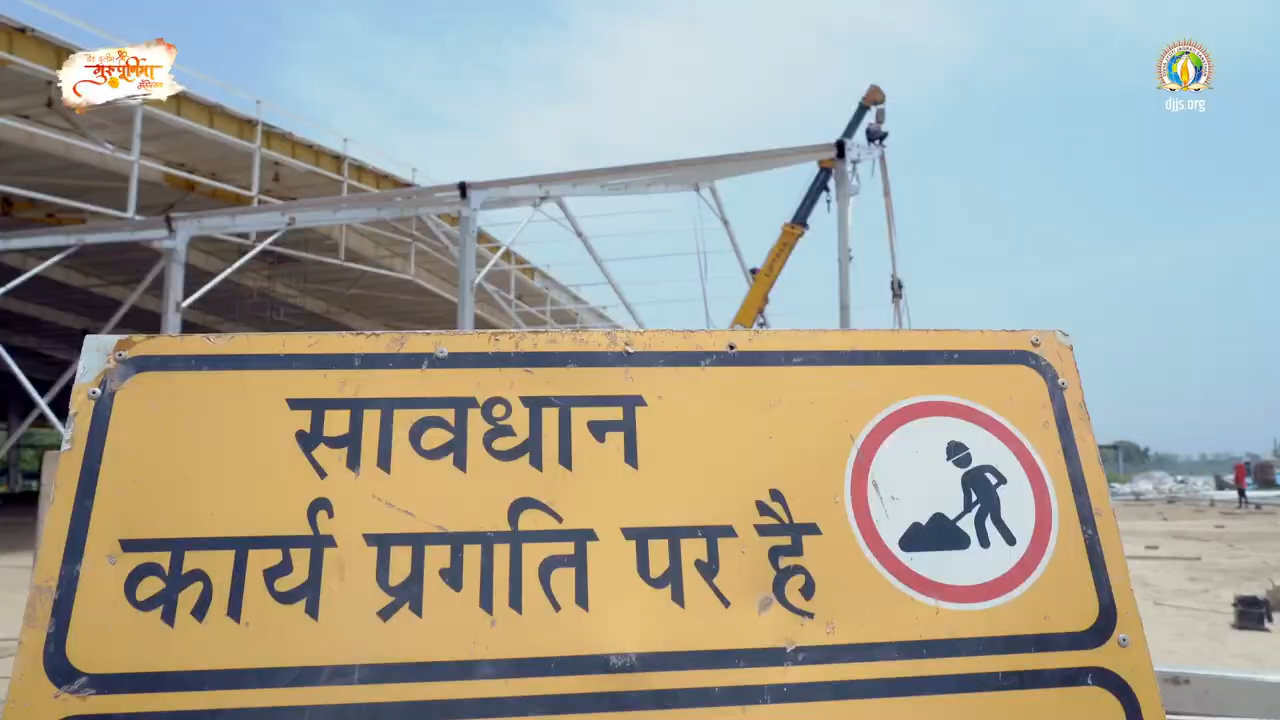 गुरुपूर्णिमा
djjs.org
सावधान
कार्य प्रगति पर है